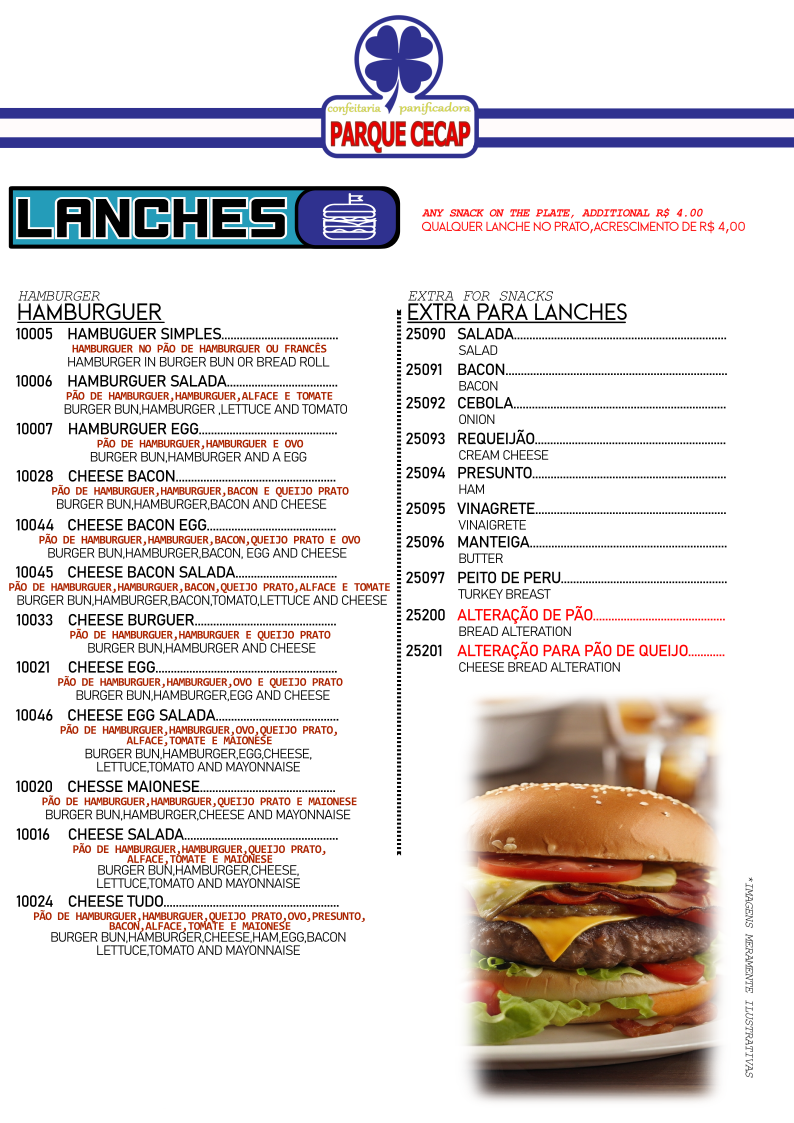 confeitaria panificadora
PARQUE CECAP
LANCHES
ANY SNACK ON THE PLATE, ADDITIONAL R$ 4.00
QUALQUER LANCHE NO PRATO,ACRESCIMENTO DE R$ 4,00
HAMBURGER
HAMBURGUER
10005 HAMBUGUER SIMPLES......................................
HAMBURGUER NO PÃO DE HAMBURGUER OU FRANCÊS
HAMBURGER IN BURGER BUN OR BREAD ROLL
10006 HAMBURGUER SALADA....................................
PÃO DE HAMBURGUER,HAMBURGUER,ALFACE E TOMATE
BURGER BUN,HAMBURGER ,LETTUCE AND TOMATO
10007 HAMBURGUER EGG.............................................
PÃO DE HAMBURGUER,HAMBURGUER E OVO
BURGER BUN,HAMBURGER AND A EGG
10028 CHEESE BACON....................................................
PÃO DE HAMBURGUER,HAMBURGUER,BACON E QUEIJO PRATO
BURGER BUN,HAMBURGER,BACON AND CHEESE
10044 CHEESE BACON EGG..........................................
PÃO DE HAMBURGUER,HAMBURGUER,BACON,QUEIJO PRATO E OVO
BURGER BUN,HAMBURGER,BACON, EGG AND CHEESE
10045 CHEESE BACON SALADA.................................
PÃO DE HAMBURGUER,HAMBURGUER,BACON,QUEIJO PRATO,ALFACE E TOMATE
BURGER BUN,HAMBURGER,BACON,TOMATO,LETTUCE AND CHEESE
10033 CHEESE BURGUER..............................................
PÃO DE HAMBURGUER,HAMBURGUER E QUEIJO PRATO
BURGER BUN,HAMBURGER AND CHEESE
10021 CHEESE EGG...........................................................
PÃO DE HAMBURGUER,HAMBURGUER,OVO E QUEIJO PRATO
BURGER BUN,HAMBURGER,EGG AND CHEESE
10046 CHEESE EGG SALADA........................................
PÃO DE HAMBURGUER,HAMBURGUER,OVO,QUEIJO PRATO,
ALFACE,TOMATE E MAIONESE
BURGER BUN,HAMBURGER,EGG,CHEESE,
LETTUCE,TOMATO AND MAYONNAISE
10020 CHESSE MAIONESE............................................
PÃO DE HAMBURGUER,HAMBURGUER,QUEIJO PRATO E MAIONESE
BURGER BUN,HAMBURGER,CHEESE AND MAYONNAISE
10016 CHEESE SALADA..................................................
PÃO DE HAMBURGUER,HAMBURGUER,QUEIJO PRATO,
ALFACE,TOMATE E MAIONESE
BURGER BUN,HAMBURGER,CHEESE,
LETTUCE,TOMATO AND MAYONNAISE
10024 CHEESE TUDO.........................................................
PÃO DE HAMBURGUER,HAMBURGUER,QUEIJO PRATO,OVO,PRESUNTO,
BACON,ALFACE,TOMATE E MAIONESE
BURGER BUN,HAMBURGER,CHEESE,HAM,EGG,BACON
LETTUCE,TOMATO AND MAYONNAISE
EXTRA FOR SNACKS
EXTRA PARA LANCHES
25090 SALADA.....................................................................
SALAD
25091 BACON........................................................................
BACON
25092 CEBOLA.....................................................................
ONION
25093 REQUEIJÃO..............................................................
CREAM CHEESE
25094 PRESUNTO...............................................................
HAM
25095 VINAGRETE..............................................................
VINAIGRETE
25096 MANTEIGA................................................................
BUTTER
25097 PEITO DE PERU......................................................
TURKEY BREAST
25200 ALTERAÇÃO DE PÃO...........................................
BREAD ALTERATION
25201 ALTERAÇÃO PARA PÃO DE QUEIJO............
CHEESE BREAD ALTERATION
*IMAGENS MERAMENTE ILUSTRATIVAS